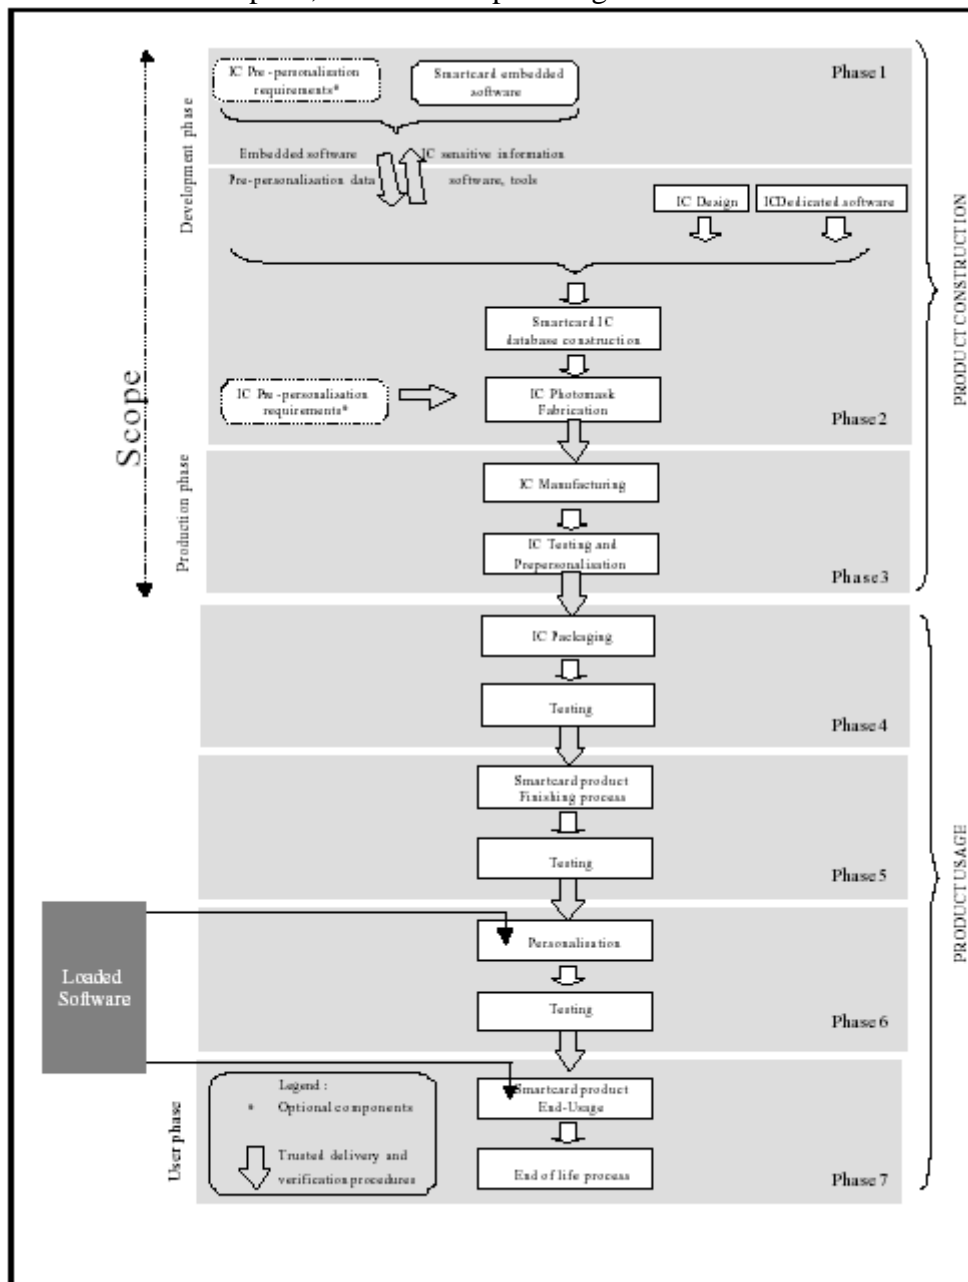 Phase 1
IC Pre-personalisation
requirements*
Smartcard embedded
software
Embedded software
IC sensitive information
Pre-personalisation data
software, tools
Development phase
IC Design
ICDedicated software
Smartcard IC
database construction
IC Pre-personalisation
requirements*
IC Photomask
Fabrication
Phase 2
PRODUCT CONSTRUCTION
Scope
Production phase
IC Manufacturing
IC Testing and
Prepersonalisation
Phase 3
IC Packaging
Testing
Phase 4
Smartcard product
Finishing process
Testing
Phase 5
PRODUCT USAGE
Loaded
Software
Personalisation
Testing
Phase 6
User phase
Legend :
* Optional components
Trusted delivery and
verification procedures
Smartcard product
End-Usage
End of life process
Phase 7